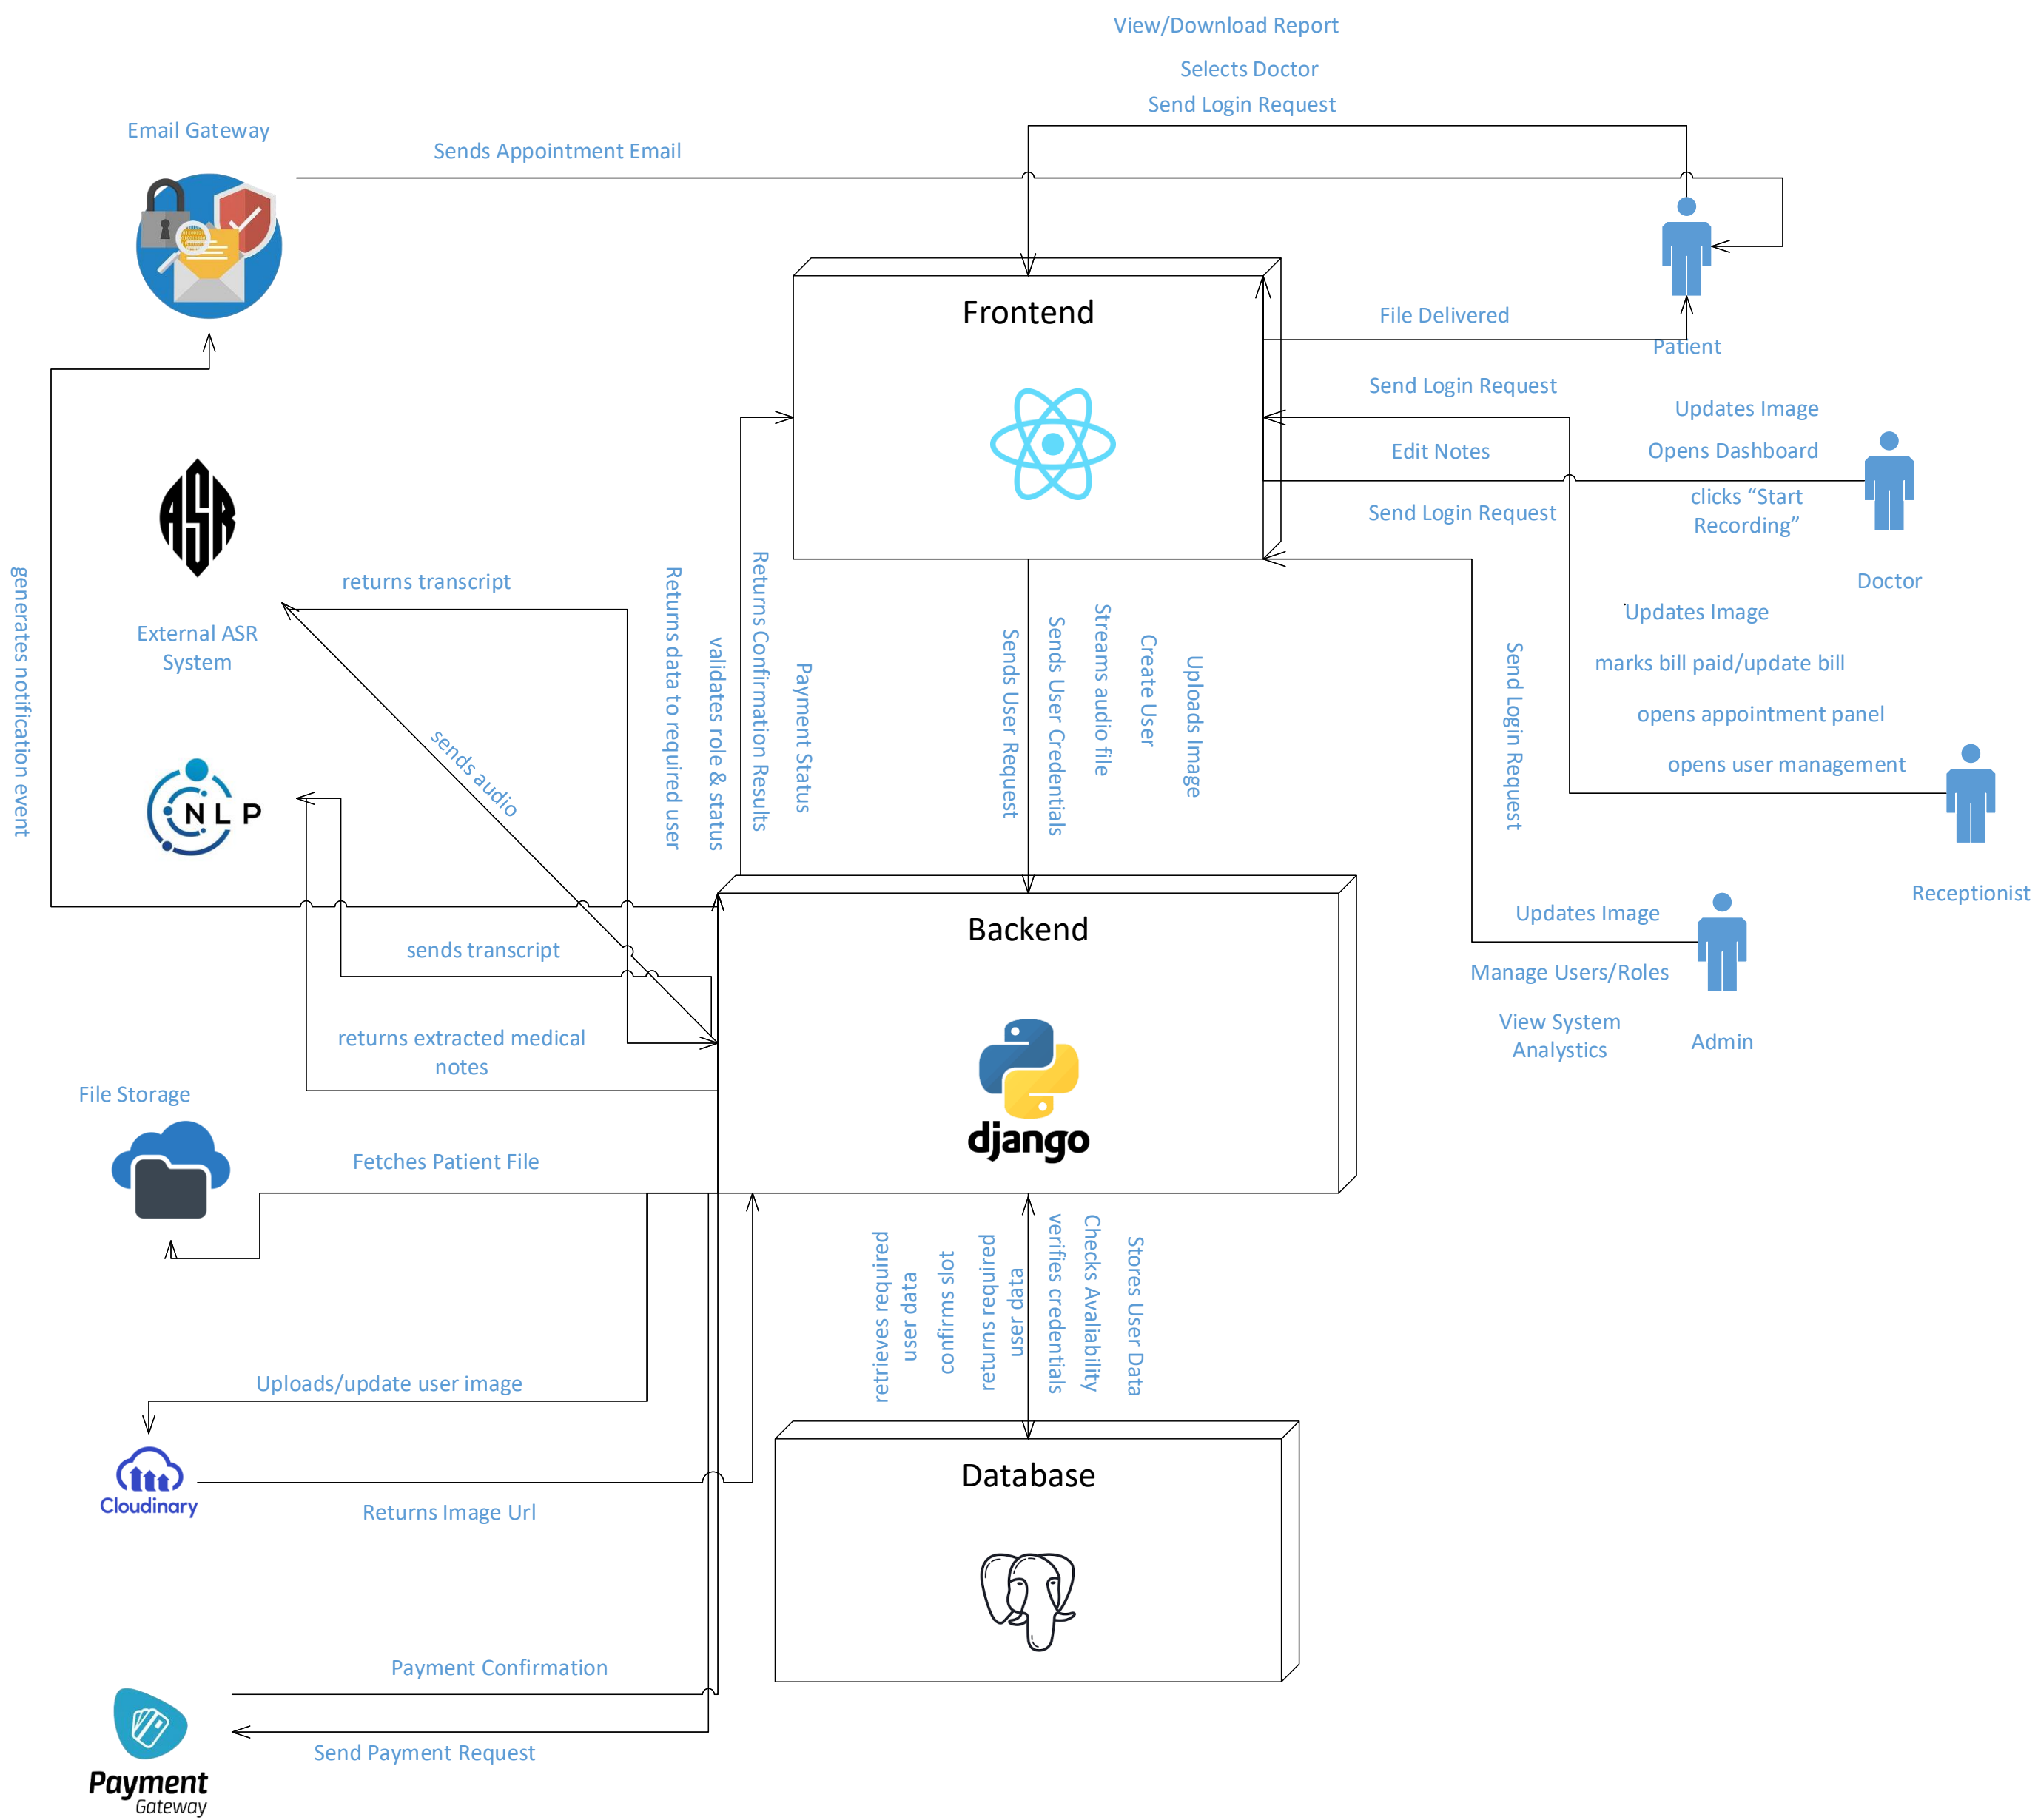 View/Download Report
Selects Doctor
Send Login Request
Email Gateway
Sends Appointment Email
Frontend
File Delivered
Patient
Send Login Request
Updates Image
Edit Notes
Opens Dashboard
Send Login Request
clicks “Start
Recording”
Doctor
ASR
External ASR
System
returns transcript
sends audio
generates notification event
Returns data to required user
validates role & status
Returns Confirmation Results
Payment Status
Sends User Request
Sends User Credentials
Streams audio file
Create User
Uploads Image
Send Login Request
Updates Image
marks bill paid/update bill
opens appointment panel
opens user management
Receptionist
NLP
Backend
django
sends transcript
returns extracted medical
notes
Updates Image
Manage Users/Roles
View System
Analystics
Admin
File Storage
Fetches Patient File
retrieves required
user data
confirms slot
returns required
user data
verifies credentials
Checks Avaliability
Stores User Data
Uploads/update user image
Cloudinary
Returns Image Url
Database
Payment Confirmation
Send Payment Request
Payment
Gateway